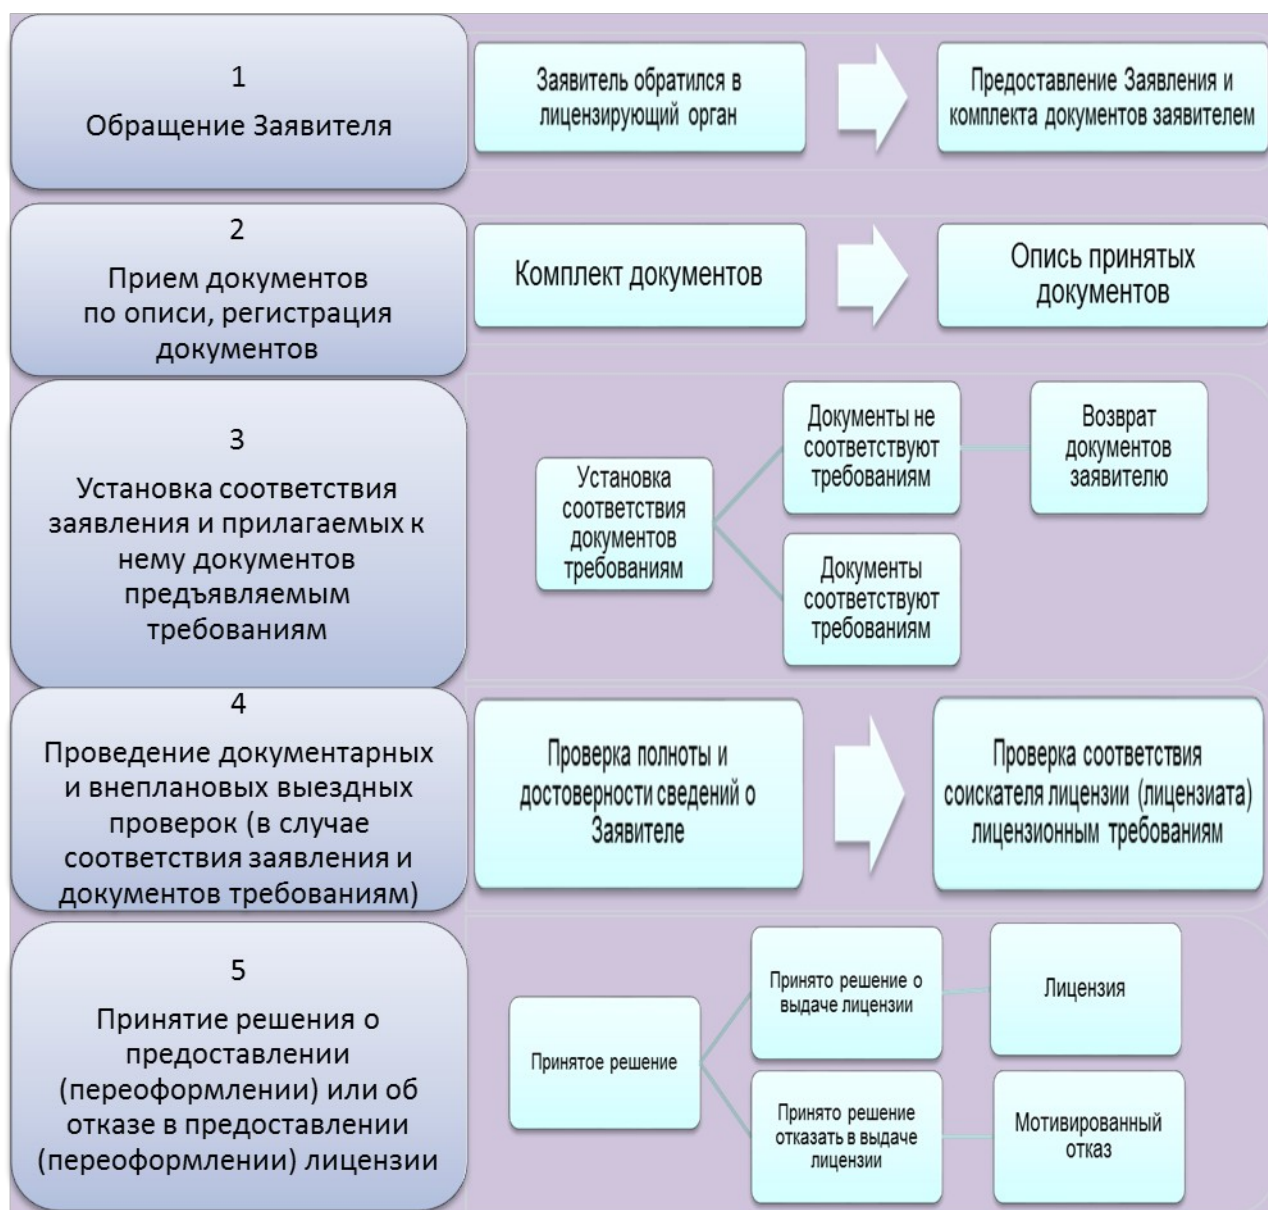 1
Обращение Заявителя
Заявитель обратился в
лицензирующий орган
Предоставление Заявления и
комплекта документов заявителем
2
Прием документов
по описи, регистрация
документов
Комплект документов
Опись принятых
документов
3
Установка соответствия
заявления и прилагаемых к
нему документов
предъявляемым
требованиям
Установка
соответствия
документов
требованиям
Документы не
соответствуют
требованиям
Возврат
документов
заявителю
Документы
соответствуют
требованиям
4
Проведение документарных
и внеплановых выездных
проверок (в случае
соответствия заявления и
документов требованиям)
Проверка полноты и
достоверности сведений о
Заявителе
Проверка соответствия
соискателя лицензии (лицензиата)
лицензионным требованиям
5
Принятие решения о
предоставлении
(переоформлении) или об
отказе в предоставлении
(переоформлении) лицензии
Принятое решение
Принято решение о
выдаче лицензии
Лицензия
Принято решение
отказать в выдаче
лицензии
Мотивированный
отказ